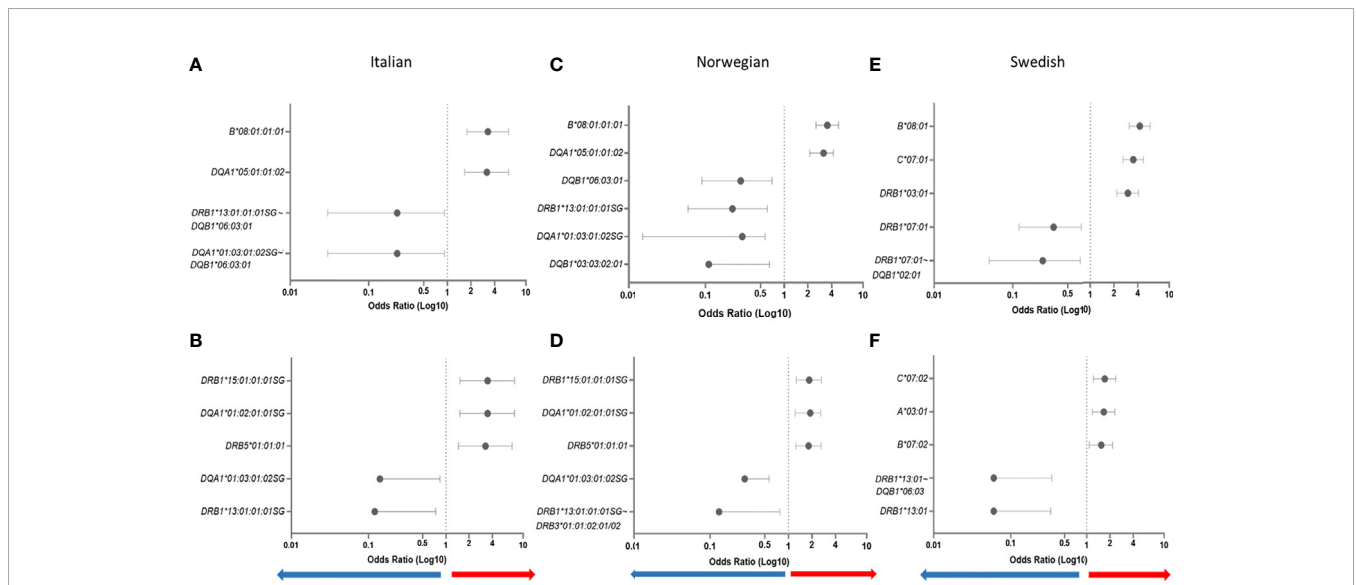 A
Italian
B*08:01:01:01
DQA1*05:01:01:02
DRB1*13:01:01:01SG~
DQB1*06:03:01
DQA1*01:03:01:02SG~
DQB1*06:03:01
0.01 0.1 0.5 1 2 4 10
Odds Ratio (Log10)
C
Norwegian
B*08:01:01:01
DQA1*05:01:01:02
DQB1*06:03:01
DRB1*13:01:01:01SG
DQA1*01:03:01:02SG
DQB1*03:03:02:01
0.01 0.1 0.5 1 2 4 10
Odds Ratio (Log10)
E
Swedish
B*08:01
C*07:01
DRB1*03:01
DRB1*07:01
DRB1*07:01~
DQB1*02:01
0.01 0.1 0.5 1 2 4 10
Odds Ratio (Log10)
B
DRB1*15:01:01:01SG
DQA1*01:02:01:01SG
DRB5*01:01:01
DQA1*01:03:01:02SG
DRB1*13:01:01:01SG
0.01 0.1 0.5 1 2 4 10
Odds Ratio (Log10)
D
DRB1*15:01:01:01SG
DQA1*01:02:01:01SG
DRB5*01:01:01
DQA1*01:03:01:02SG
DRB1*13:01:01:01SG~
DRB3*01:01:02:01/02
0.01 0.1 0.5 1 2 4 10
Odds Ratio (Log10)
F
C*07:02
A*03:01
B*07:02
DRB1*13:01~
DQB1*06:03
DRB1*13:01
0.01 0.1 0.5 1 2 4 10
Odds Ratio (Log10)